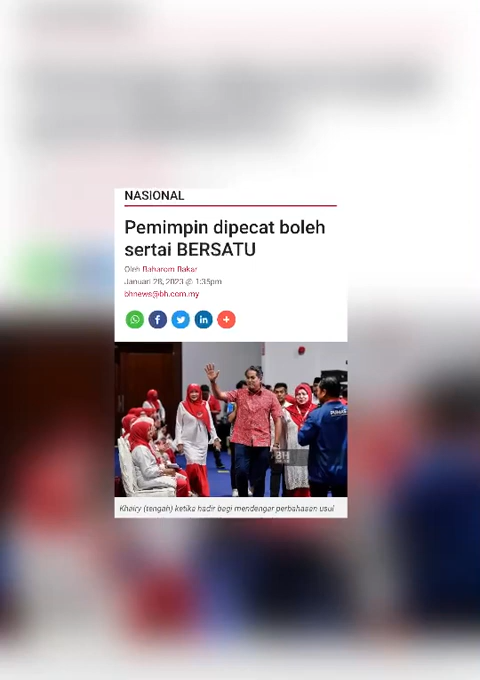 NASIONAL
Pemimpin dipecat boleh
sertai BERSATU
Oleh Baharom Bakar
Januari 28, 2023 @ 1:35pm
bhnews@bh.com.my
BH
Khairy (tengah) ketika hadir bagi mendengar perbahasan usul